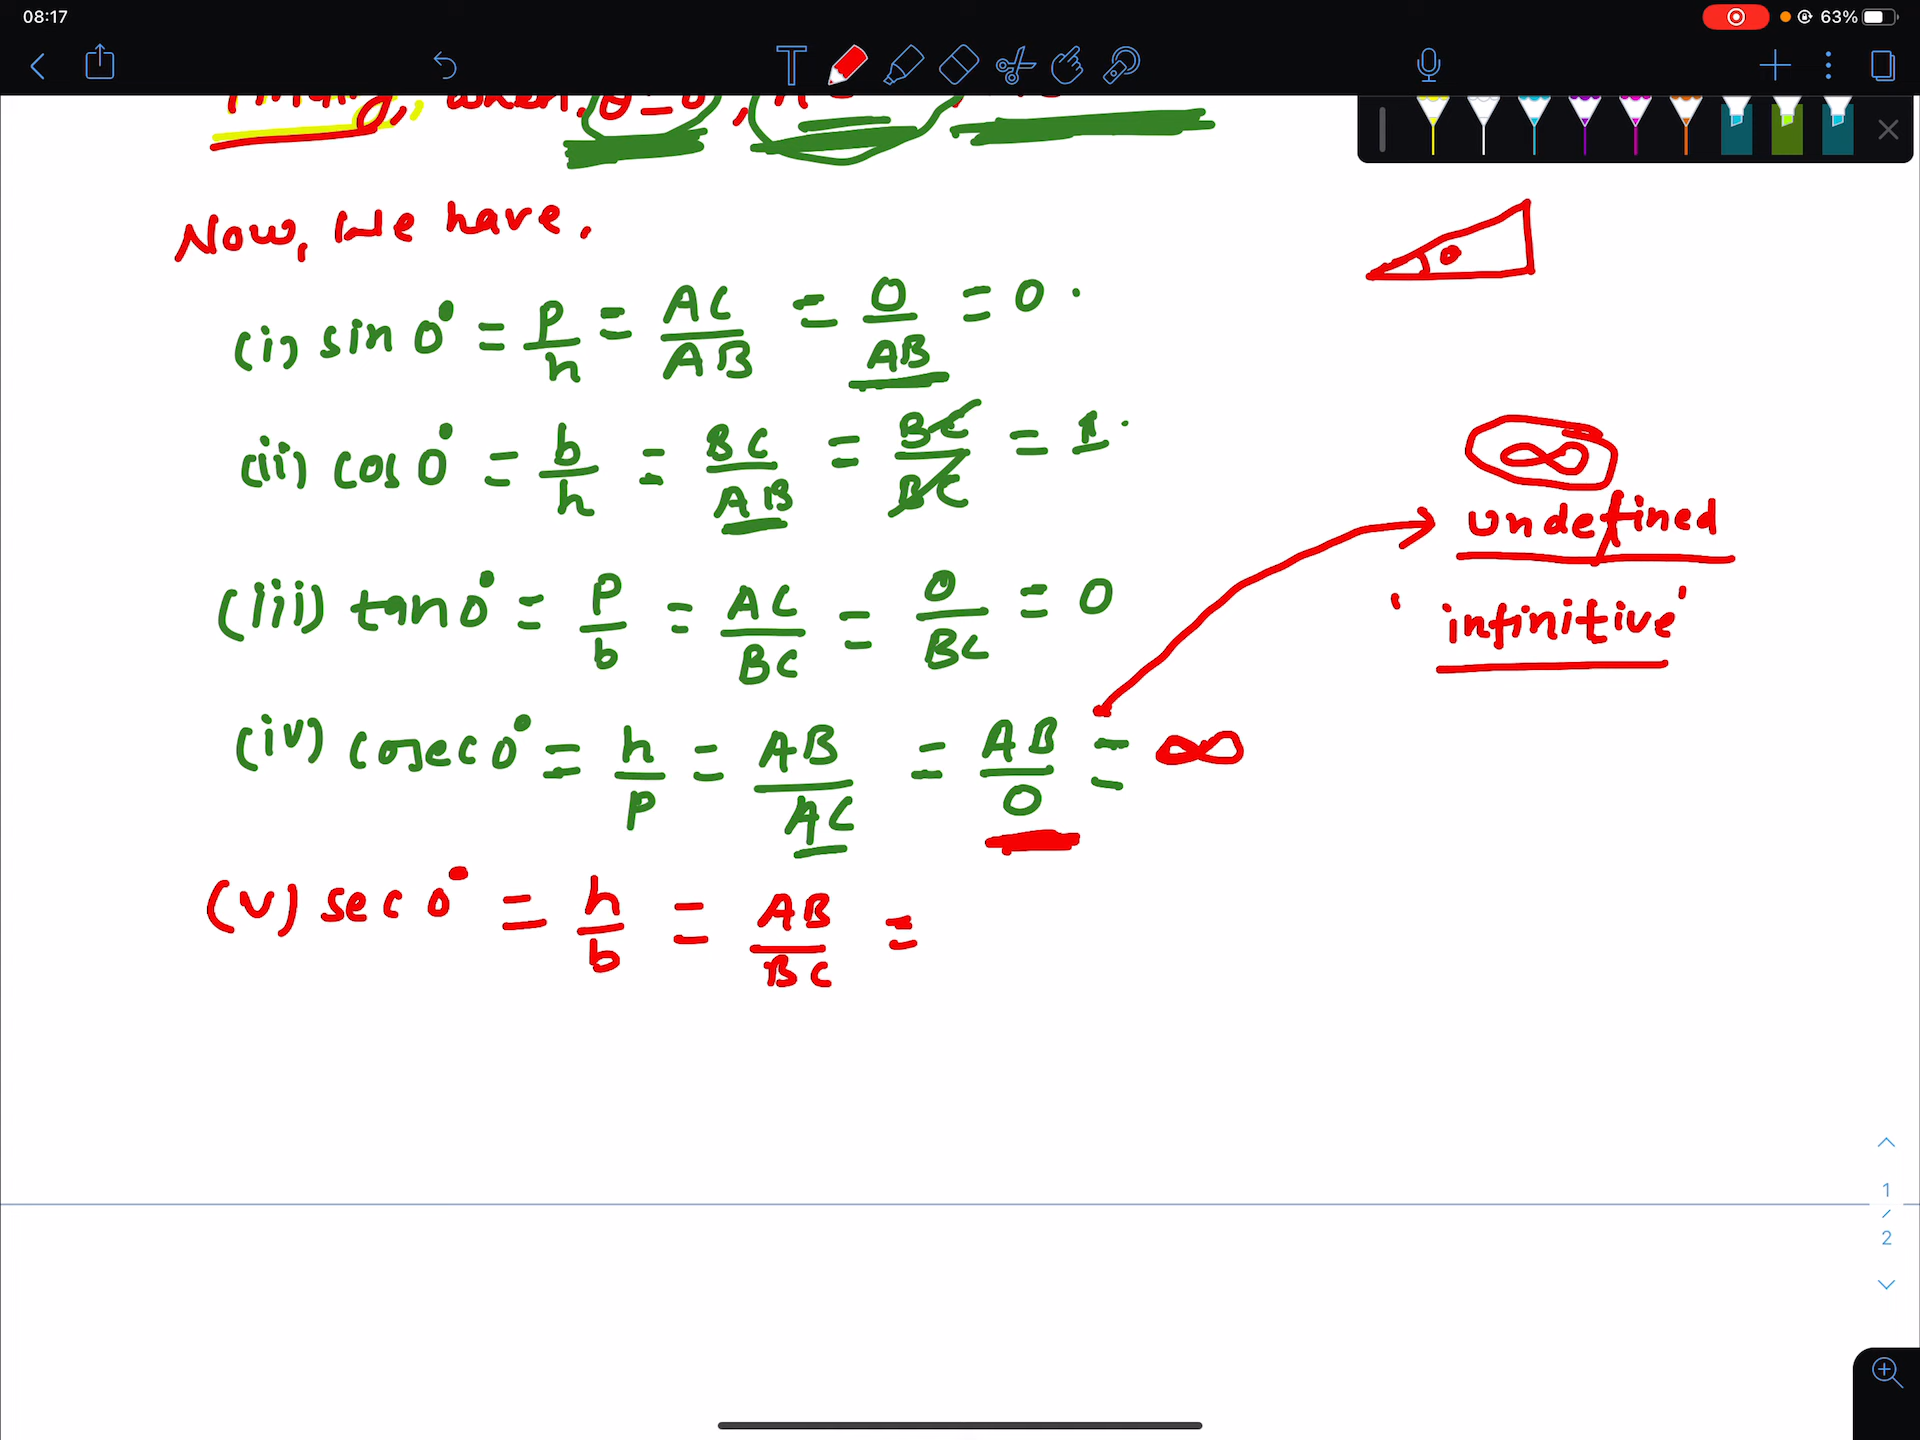 08:17
63%
when θ = 0
Now, We have,
(i) sin 0° = p/h = AC/AB = 0/AB = 0.
(ii) cos 0° = b/h = BC/AB = BC/BC = 1.
∞
undefined
(iii) tan 0° = p/b = AC/BC = 0/BC = 0
'infinitive'
(iv) cosec 0° = h/p = AB/AC = AB/0 = ∞
(v) sec 0° = h/b = AB/BC =
θ
1
/
2